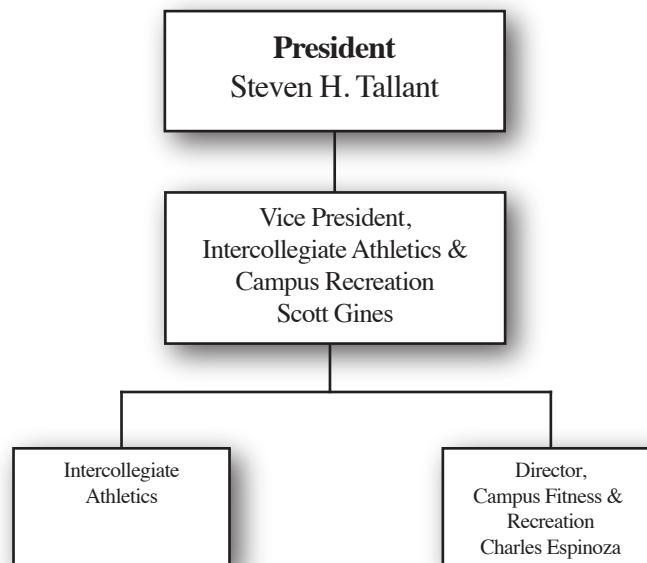 President
Steven H. Tallant
Vice President,
Intercollegiate Athletics &
Campus Recreation
Scott Gines
Intercollegiate
Athletics
Director,
Campus Fitness &
Recreation
Charles Espinoza